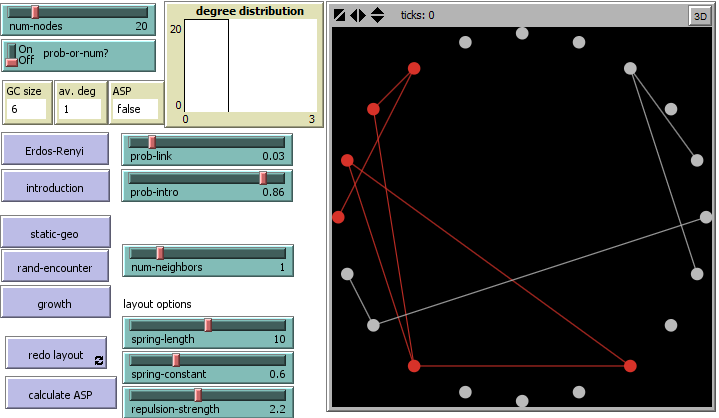 num-nodes 20
On
Off
prob-or-num?
GC size
6
av. deg
1
ASP
false
degree distribution
20
0
0 3
Erdos-Renyi
introduction
static-geo
rand-encounter
growth
redo layout
calculate ASP
prob-link 0.03
prob-intro 0.86
num-neighbors 1
layout options
spring-length 10
spring-constant 0.6
repulsion-strength 2.2
ticks: 0
3D